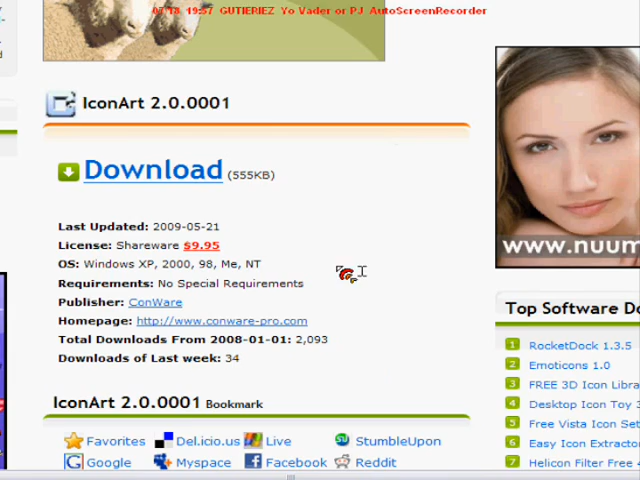 07/18 19:57 GUTIERIEZ Yo Vader or PJ AutoScreenRecorder
IconArt 2.0.0001
Download (555KB)
Last Updated: 2009-05-21
License: Shareware $9.95
OS: Windows XP, 2000, 98, Me, NT
Requirements: No Special Requirements
Publisher: ConWare
Homepage: http://www.conware-pro.com
Total Downloads From 2008-01-01: 2,093
Downloads of Last week: 34
IconArt 2.0.0001 Bookmark
Favorites Del.icio.us Live StumbleUpon
Google Myspace Facebook Reddit
www.nuum
Top Software Do
1 RocketDock 1.3.5
2 Emoticons 1.0
3 FREE 3D Icon Libra
4 Desktop Icon Toy 3
5 Free Vista Icon Set
6 Easy Icon Extracto
7 Helicon Filter Free 4